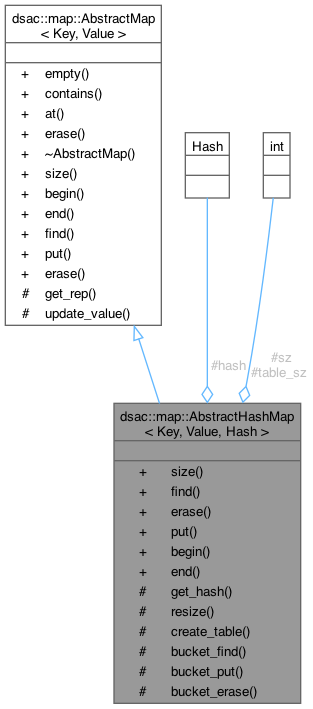 dsac::map::AbstractMap
< Key, Value >
+ empty()
+ contains()
+ at()
+ erase()
+ ~AbstractMap()
+ size()
+ begin()
+ end()
+ find()
+ put()
+ erase()
# get_rep()
# update_value()
Hash
int
#hash
#sz
#table_sz
dsac::map::AbstractHashMap
< Key, Value, Hash >
+ size()
+ find()
+ erase()
+ put()
+ begin()
+ end()
# get_hash()
# resize()
# create_table()
# bucket_find()
# bucket_put()
# bucket_erase()